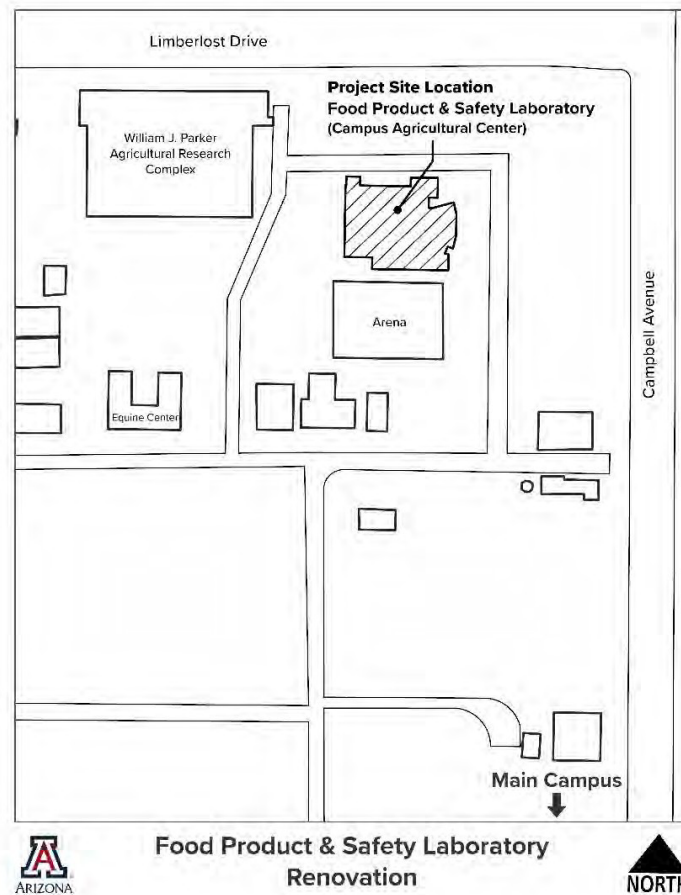 Limberlost Drive
Project Site Location
Food Product & Safety Laboratory
(Campus Agricultural Center)
William J. Parker
Agricultural Research
Complex
Campbell Avenue
Arena
Equine Center
Main Campus
A
ARIZONA
Food Product & Safety Laboratory
Renovation
NORTH